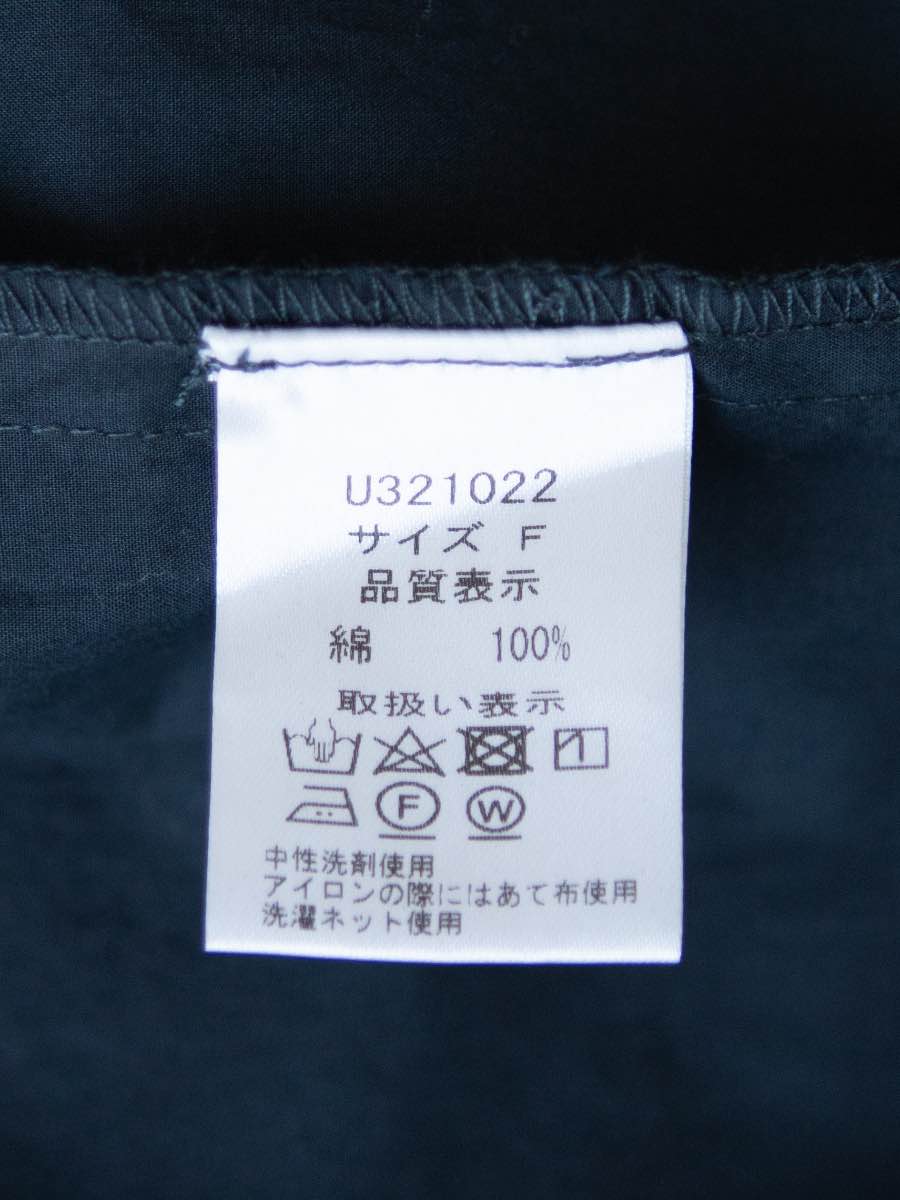 U321022
サイズ F
品質表示
綿 100%
取扱い表示
F W
中性洗剤使用
アイロンの際にはあて布使用
洗濯ネット使用